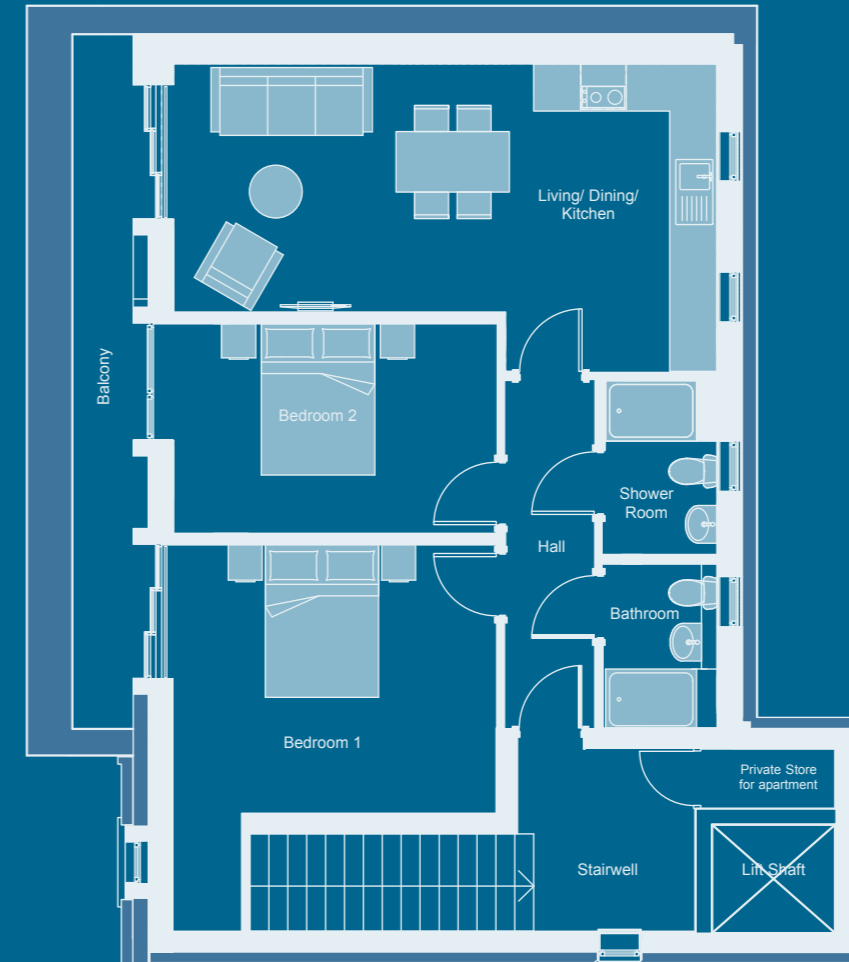 Living/ Dining/
Kitchen
Balcony
Bedroom 2
Shower
Room
Hall
Bathroom
Bedroom 1
Private Store
for apartment
Stairwell
Lift Shaft